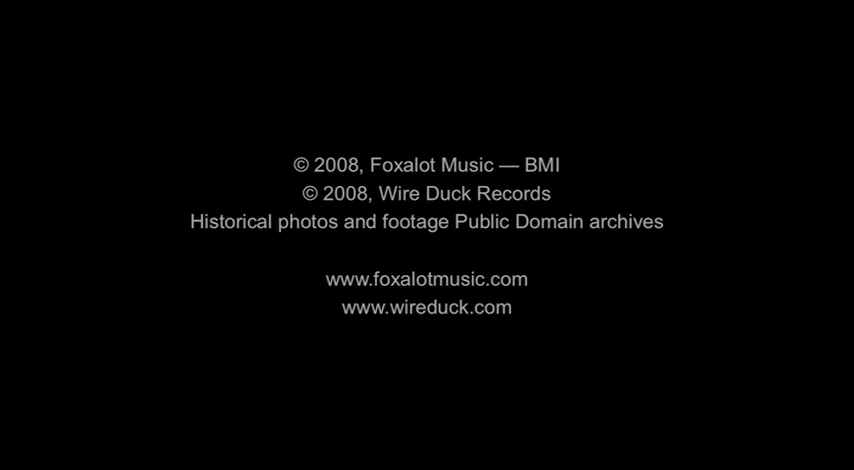 © 2008, Foxalot Music — BMI
© 2008, Wire Duck Records
Historical photos and footage Public Domain archives
www.foxalotmusic.com
www.wireduck.com